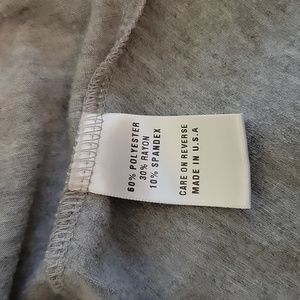 60% POLYESTER
30% RAYON
10% SPANDEX
CARE ON REVERSE
MADE IN U.S.A